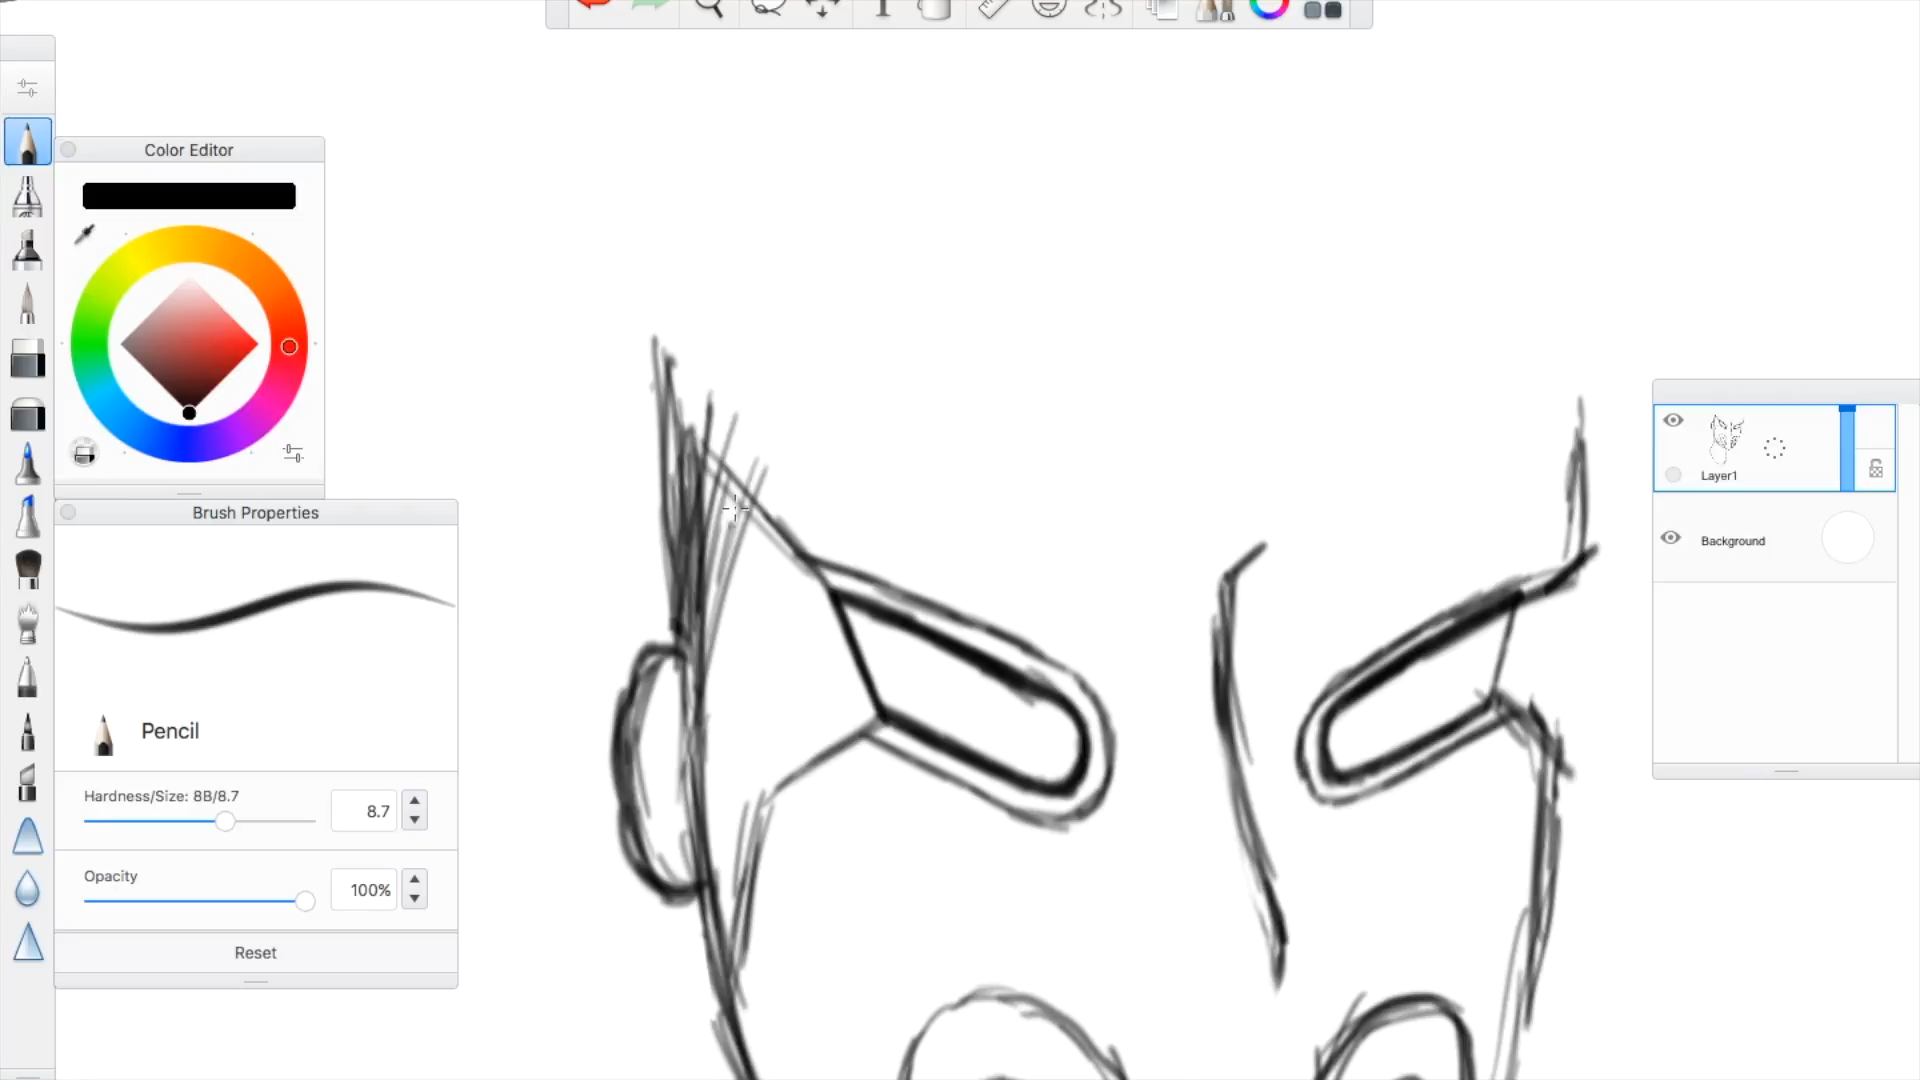 Color Editor
Brush Properties
Pencil
Hardness/Size: 8B/8.7
8.7
Opacity
100%
Reset
Layer1
Background